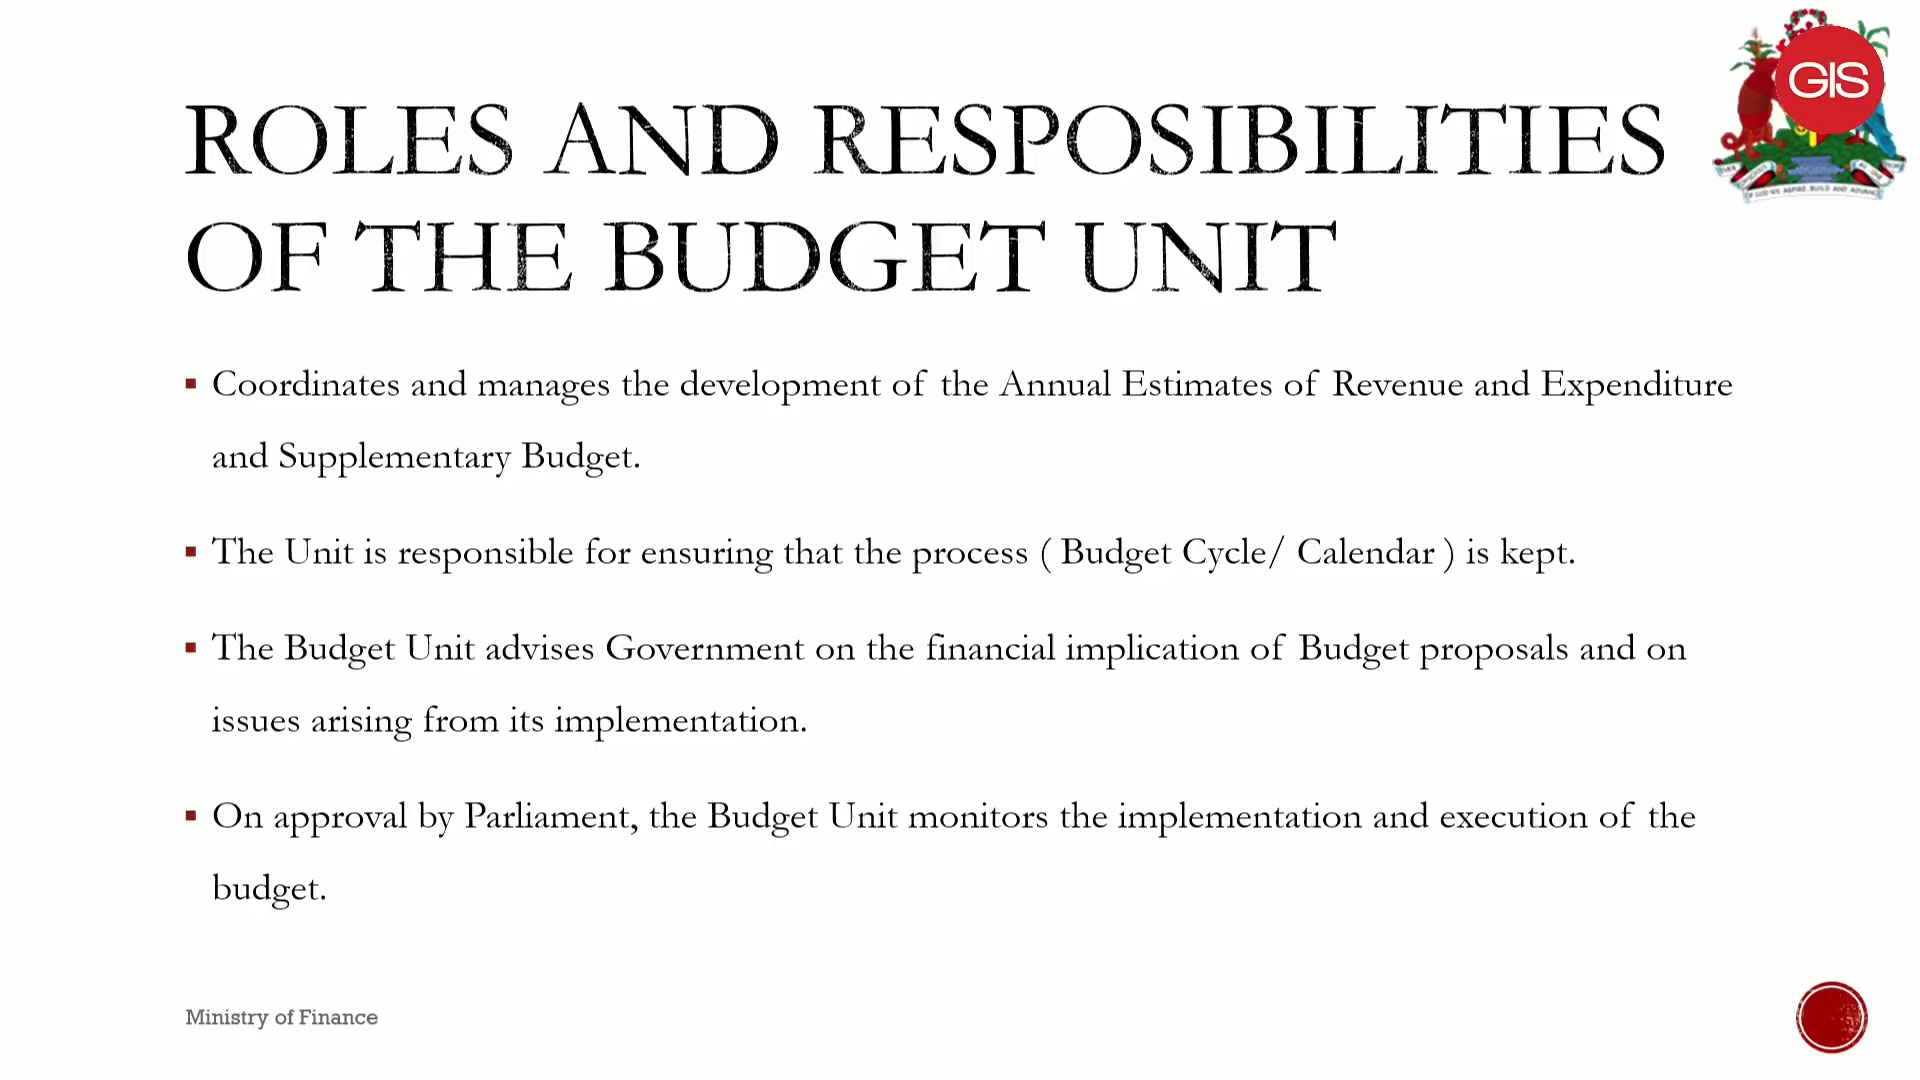 GIS
ROLES AND RESPOSIBILITIES
OF THE BUDGET UNIT
▪ Coordinates and manages the development of the Annual Estimates of Revenue and Expenditure
and Supplementary Budget.
▪ The Unit is responsible for ensuring that the process ( Budget Cycle/ Calendar ) is kept.
▪ The Budget Unit advises Government on the financial implication of Budget proposals and on
issues arising from its implementation.
▪ On approval by Parliament, the Budget Unit monitors the implementation and execution of the
budget.
Ministry of Finance